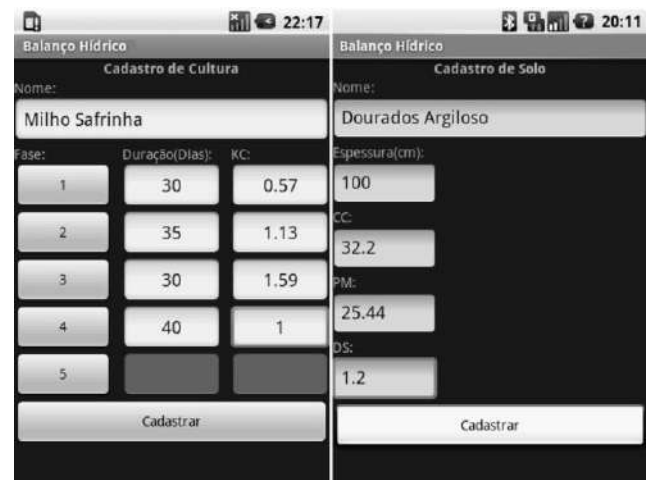 22:17
Balanço Hídrico
Cadastro de Cultura
Nome:
Milho Safrinha
Fase: Duração(Dias): KC:
1 30 0.57
2 35 1.13
3 30 1.59
4 40 1
5
Cadastrar
20:11
Balanço Hídrico
Cadastro de Solo
Nome:
Dourados Argiloso
Espessura(cm):
100
CC:
32.2
PM:
25.44
DS:
1.2
Cadastrar